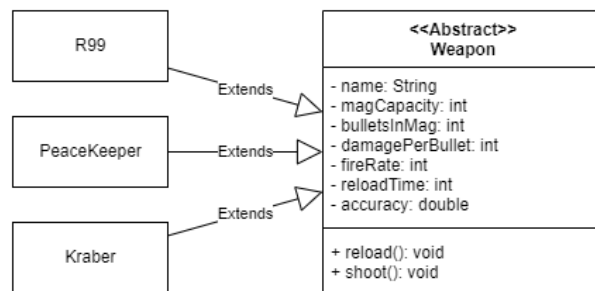 R99
Extends
PeaceKeeper
Extends
Kraber
Extends
<<Abstract>>
Weapon
- name: String
- magCapacity: int
- bulletsInMag: int
- damagePerBullet: int
- fireRate: int
- reloadTime: int
- accuracy: double
+ reload(): void
+ shoot(): void